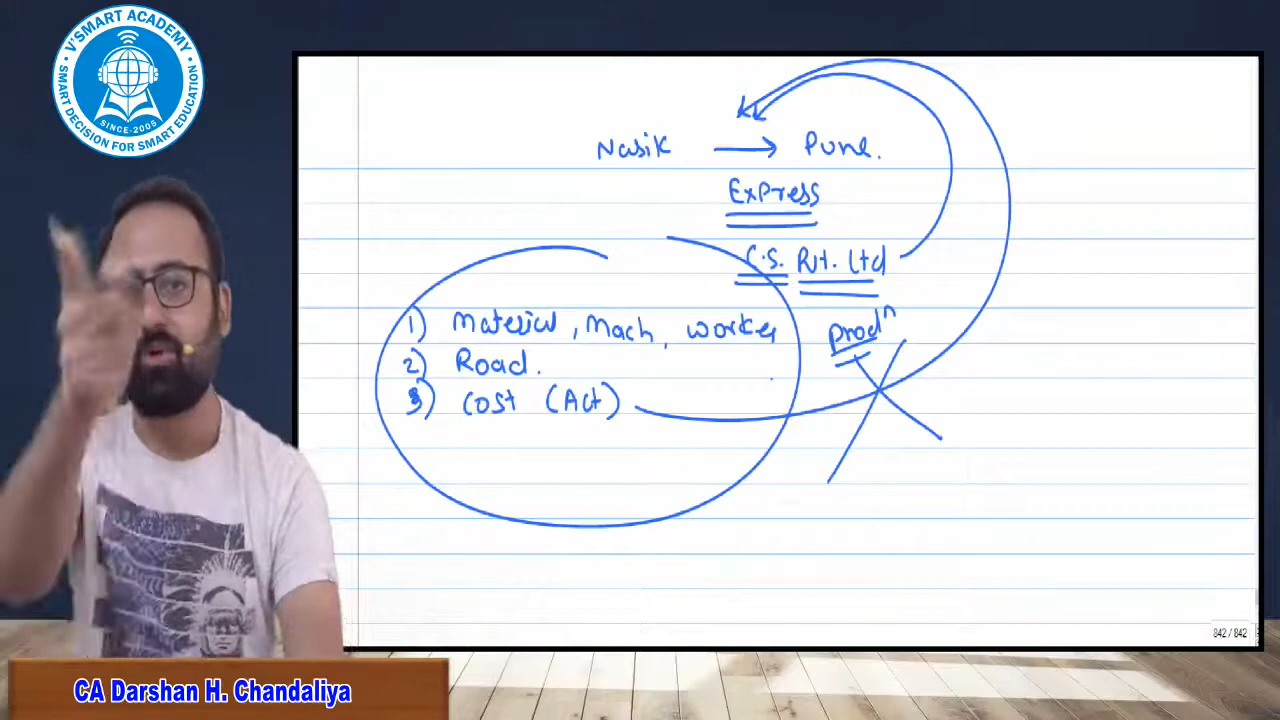 V'SMART ACADEMY
SMART DECISION FOR SMART EDUCATION
SINCE-2005
Nasik → Pune.
Express
C.S. Pvt. Ltd
Prodⁿ
1) Material, Mach, worker
2) Road.
3) Cost (Act)
842 / 842
CA Darshan H. Chandaliya